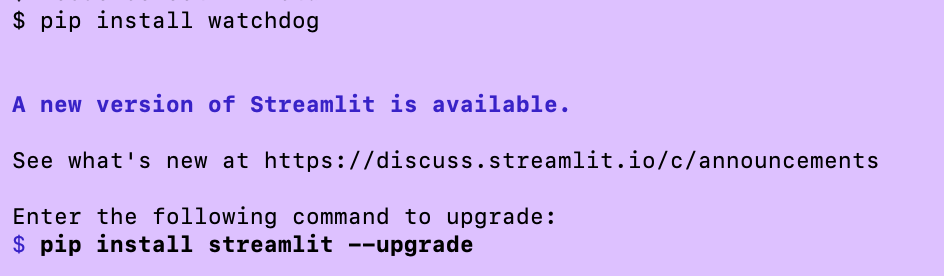 $ pip install watchdog
A new version of Streamlit is available.
See what's new at https://discuss.streamlit.io/c/announcements
Enter the following command to upgrade:
$ pip install streamlit --upgrade